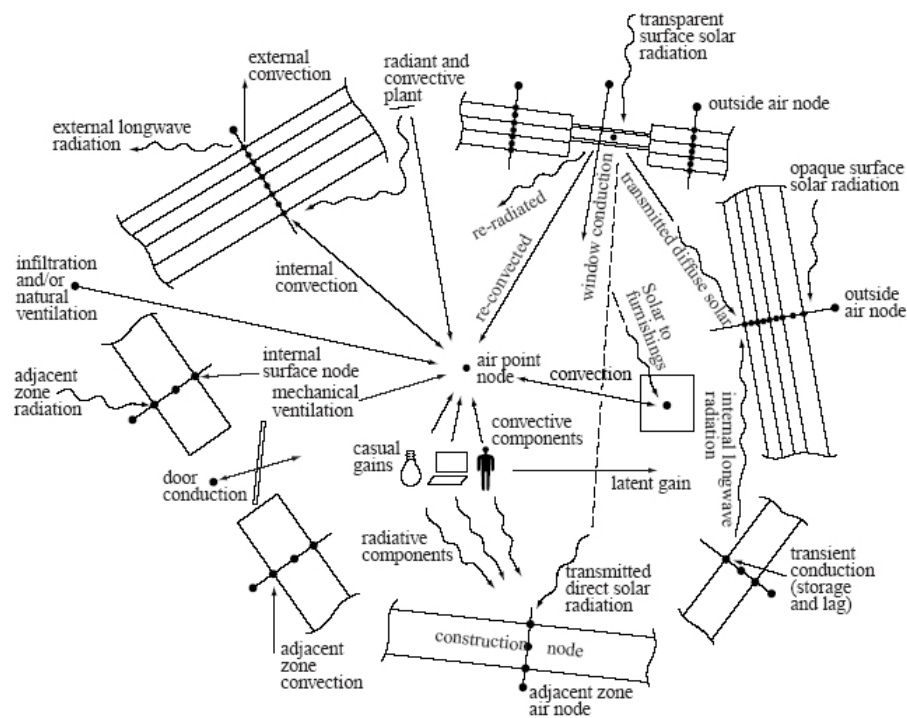 transparent
surface solar
radiation
external
convection
radiant and
convective
plant
outside air node
external longwave
radiation
opaque surface
solar radiation
re-radiated
window conduction
transmitted diffuse solar
re-convected
infiltration
and/or
natural
ventilation
internal
convection
Solar to
furnishings
outside
air node
internal
surface node
air point
node
convection
adjacent
zone
radiation
mechanical
ventilation
internal longwave
radiation
convective
components
casual
gains
door
conduction
latent gain
radiative
components
transmitted
direct solar
radiation
transient
conduction
(storage
and lag)
construction node
adjacent
zone
convection
adjacent zone
air node